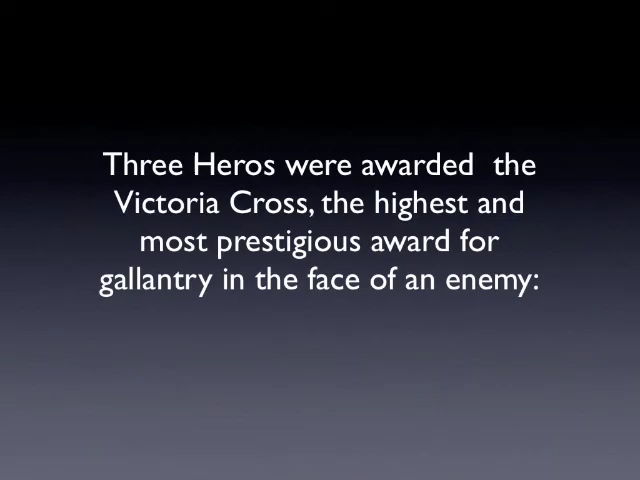 Three Heros were awarded  the
Victoria Cross, the highest and
most prestigious award for
gallantry in the face of an enemy: